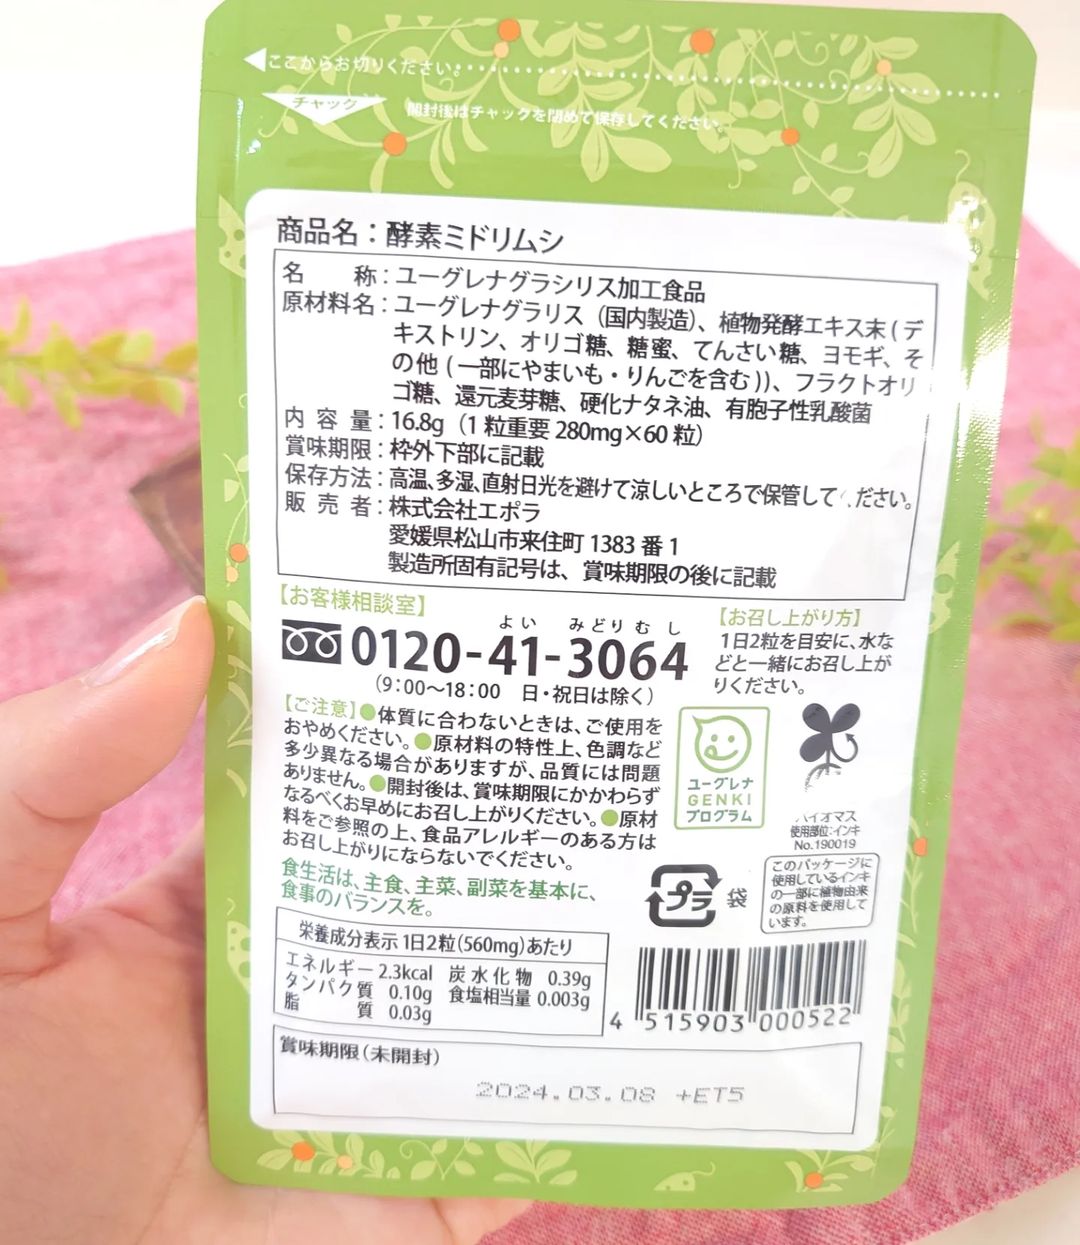 ここからお切りください。
チャック
開封後はチャックを閉めて保存してください。
商品名：酵素ミドリムシ
名　　称：ユーグレナグラシリス加工食品
原材料名：ユーグレナグラリス（国内製造）、植物発酵エキス末（デ
キストリン、オリゴ糖、糖蜜、てんさい糖、ヨモギ、そ
の他（一部にやまいも・りんごを含む））、フラクトオリ
ゴ糖、還元麦芽糖、硬化ナタネ油、有胞子性乳酸菌
内 容 量：16.8g（1粒重要 280mg×60粒）
賞味期限：枠外下部に記載
保存方法：高温、多湿、直射日光を避けて涼しいところで保管してください。
販 売 者：株式会社エポラ
愛媛県松山市来住町 1383 番 1
製造所固有記号は、賞味期限の後に記載
【お客様相談室】
よい　みどりむし
0120-41-3064
（9:00〜18:00　日・祝日は除く）
【お召し上がり方】
1日2粒を目安に、水な
どと一緒にお召し上が
りください。
【ご注意】●体質に合わないときは、ご使用を
おやめください。●原材料の特性上、色調など
多少異なる場合がありますが、品質には問題
ありません。●開封後は、賞味期限にかかわらず
なるべくお早めにお召し上がりください。●原材
料をご参照の上、食品アレルギーのある方は
お召し上がりにならないでください。
食生活は、主食、主菜、副菜を基本に、
食事のバランスを。
ユーグレナ
GENKI
プログラム
バイオマス
使用部位：インキ
No.190019
プラ
袋
このパッケージに
使用しているインキ
の一部に植物由来
の原料を使用して
います。
栄養成分表示 1日2粒（560mg）あたり
エネルギー 2.3kcal　炭水化物 0.39g
タンパク質 0.10g　食塩相当量 0.003g
脂　　質 0.03g
4 515903 000522
賞味期限（未開封）
2024.03.08 +ET5